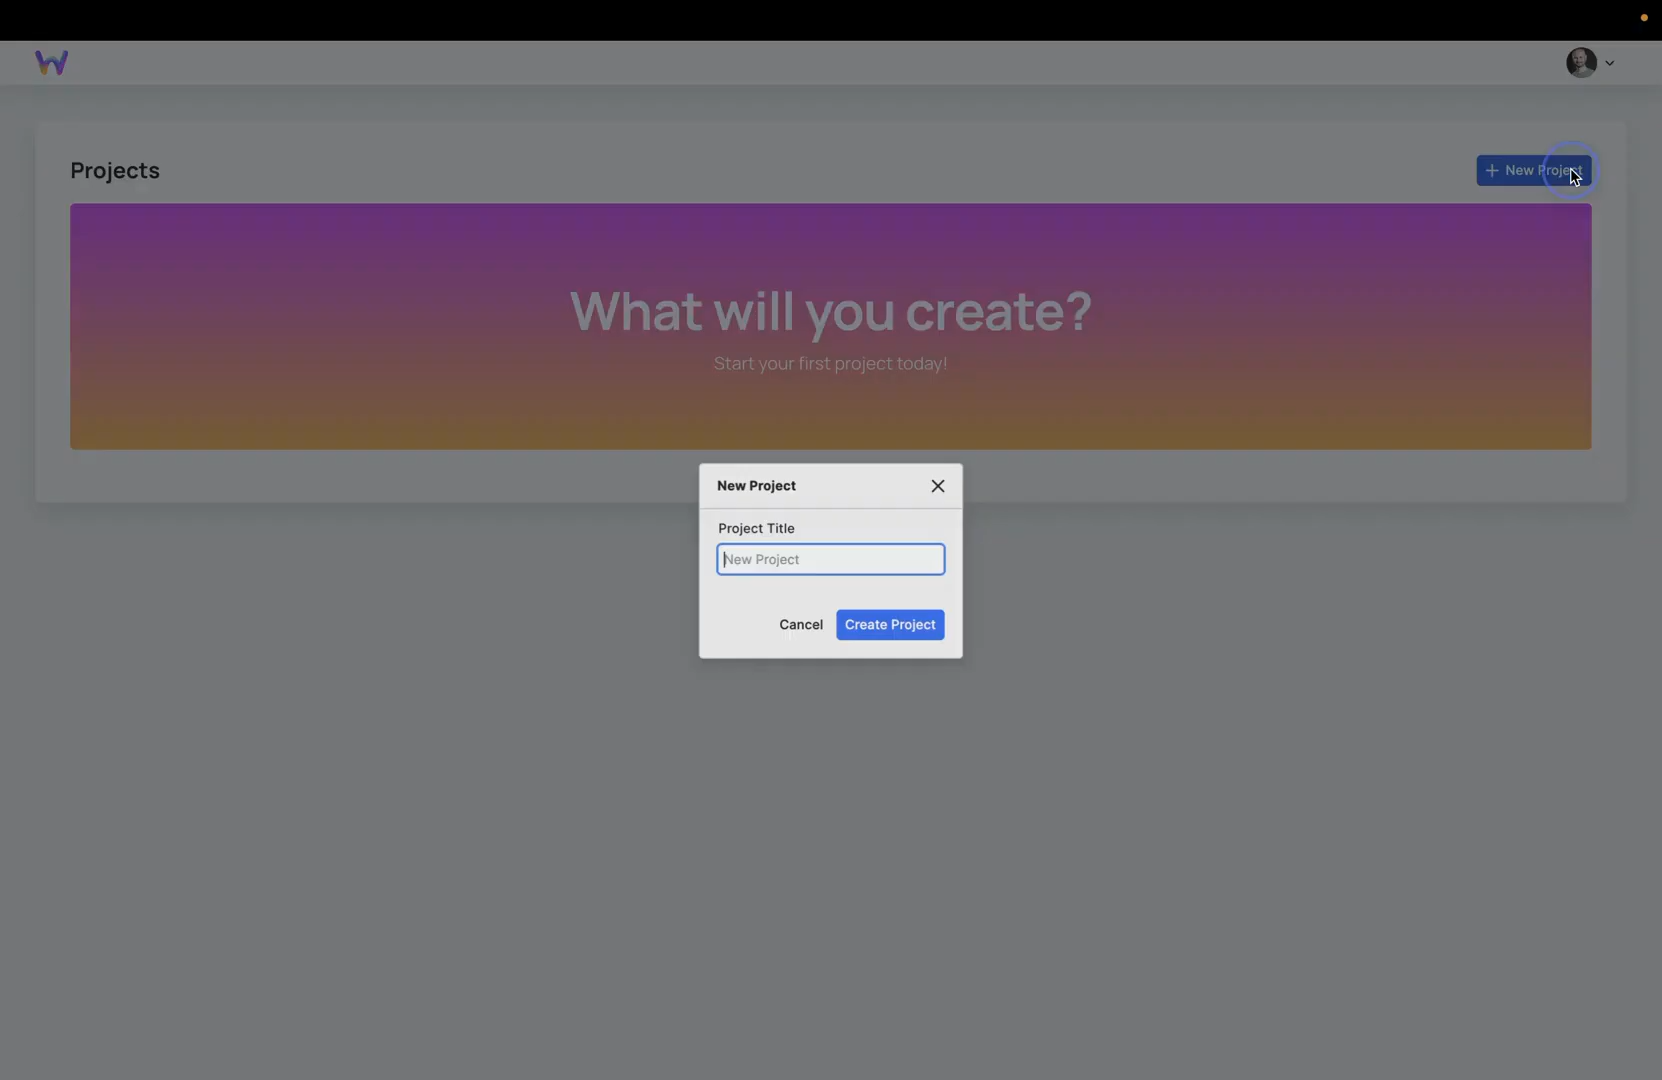 Projects
New Project
What will you create?
Start your first project today!
New Project
Project Title
New Project
Cancel
Create Project